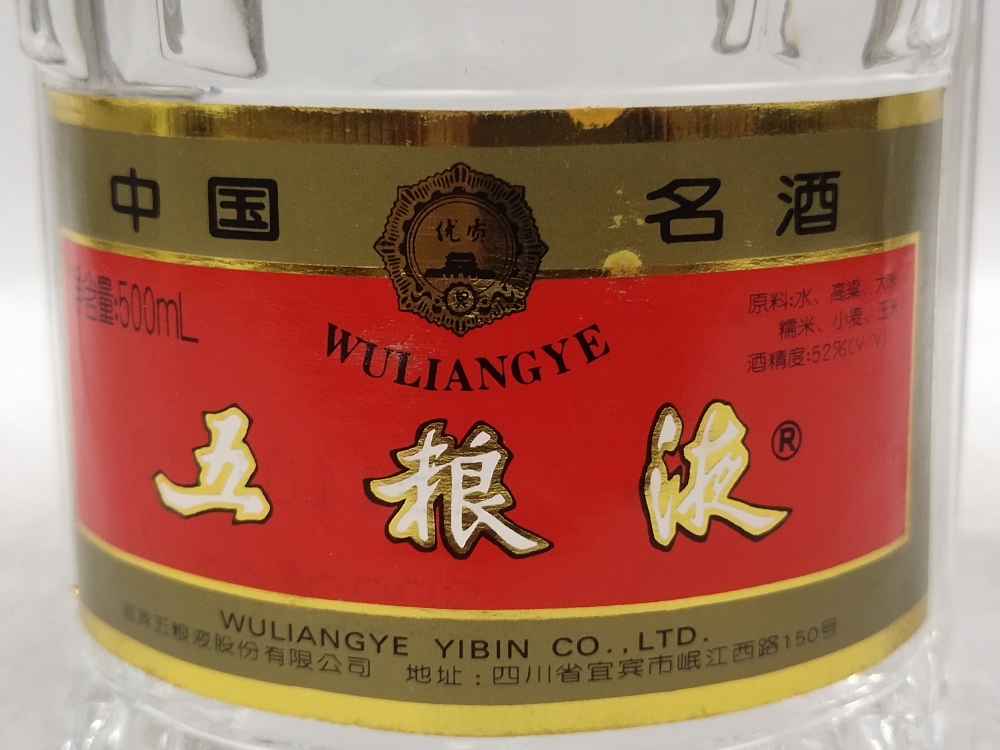 中国 名酒
优质
奖
净含量:500mL
原料:水、高粱、大米
糯米、小麦、玉米
酒精度:52%(V/V)
WULIANGYE
五粮液®
WULIANGYE YIBIN CO.,LTD.
宜宾五粮液股份有限公司 地址:四川省宜宾市岷江西路150号